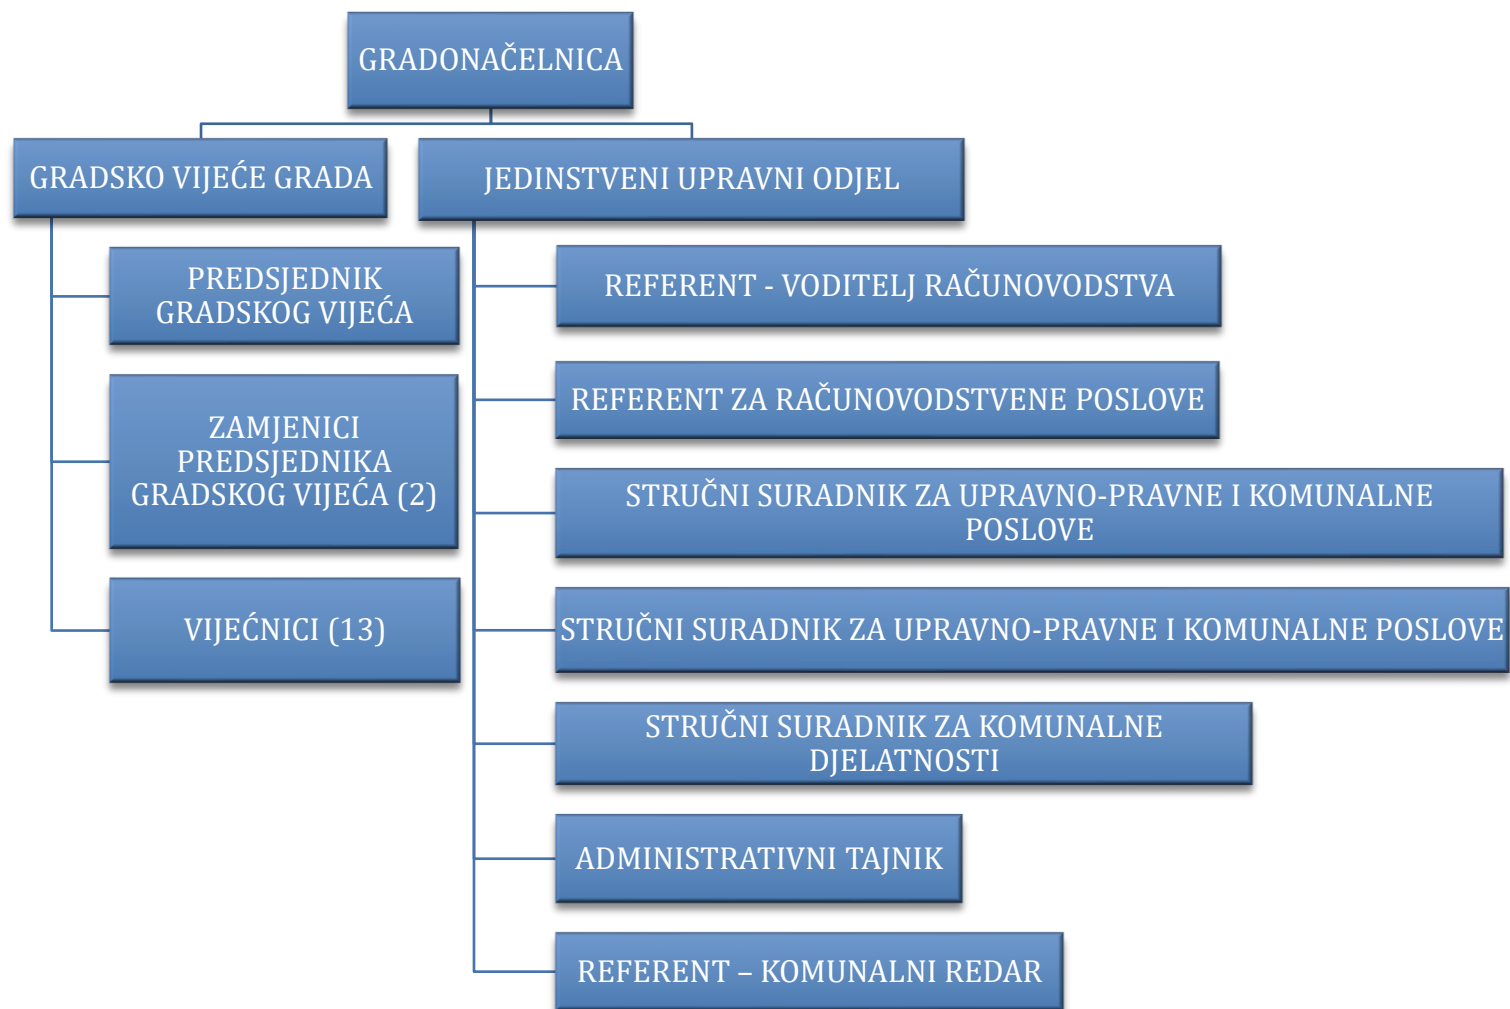 GRADONAČELNICA
GRADSKO VIJEĆE GRADA
PREDSJEDNIK
GRADSKOG VIJEĆA
ZAMJENICI
PREDSJEDNIKA
GRADSKOG VIJEĆA (2)
VIJEĆNICI (13)
JEDINSTVENI UPRAVNI ODJEL
REFERENT - VODITELJ RAČUNOVODSTVA
REFERENT ZA RAČUNOVODSTVENE POSLOVE
STRUČNI SURADNIK ZA UPRAVNO-PRAVNE I KOMUNALNE
POSLOVE
STRUČNI SURADNIK ZA UPRAVNO-PRAVNE I KOMUNALNE POSLOVE
STRUČNI SURADNIK ZA KOMUNALNE
DJELATNOSTI
ADMINISTRATIVNI TAJNIK
REFERENT – KOMUNALNI REDAR